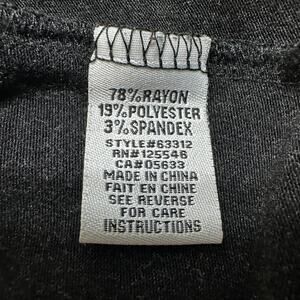 78%RAYON
19%POLYESTER
3%SPANDEX
STYLE#63312
RN#125546
CA#05633
MADE IN CHINA
FAIT EN CHINE
SEE REVERSE
FOR CARE
INSTRUCTIONS